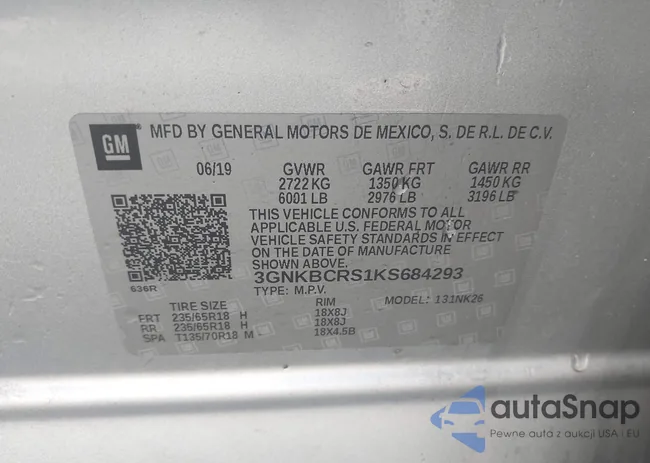 GM
MFD BY GENERAL MOTORS DE MEXICO, S. DE R.L. DE C.V.
06/19 GVWR GAWR FRT GAWR RR
2722 KG 1350 KG 1450 KG
6001 LB 2976 LB 3196 LB
THIS VEHICLE CONFORMS TO ALL
APPLICABLE U.S. FEDERAL MOTOR
VEHICLE SAFETY STANDARDS IN EFFECT
ON THE DATE OF MANUFACTURE
SHOWN ABOVE.
3GNKBCRS1KS684293
636R
TYPE: M.P.V. MODEL: 131NK26
TIRE SIZE RIM
FRT 235/65R18 H 18X8J
RR 235/65R18 H 18X8J
SPA T135/70R18 M 18X4.5B
autoSnap
Pewne auta z aukcji USA i EU